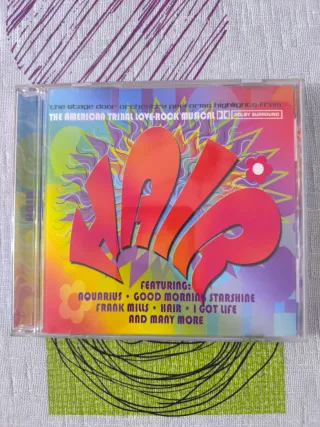 the stage door orchestra performs highlights from:
THE AMERICAN TRIBAL LOVE-ROCK MUSICAL DOLBY SURROUND
HAIR
HAIR
FEATURING:
AQUARIUS • GOOD MORNING STARSHINE
FRANK MILLS • HAIR • I GOT LIFE
AND MANY MORE